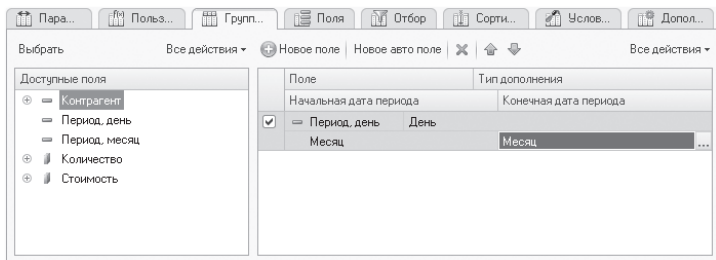 Пара... Польз... Групп... Поля Отбор Сорти... Услов... Допол...
Выбрать Все действия Новое поле Новое авто поле Все действия
Доступные поля
Контрагент
Период, день
Период, месяц
Количество
Стоимость
Поле Тип дополнения
Начальная дата периода Конечная дата периода
Период, день День
Месяц Месяц ...